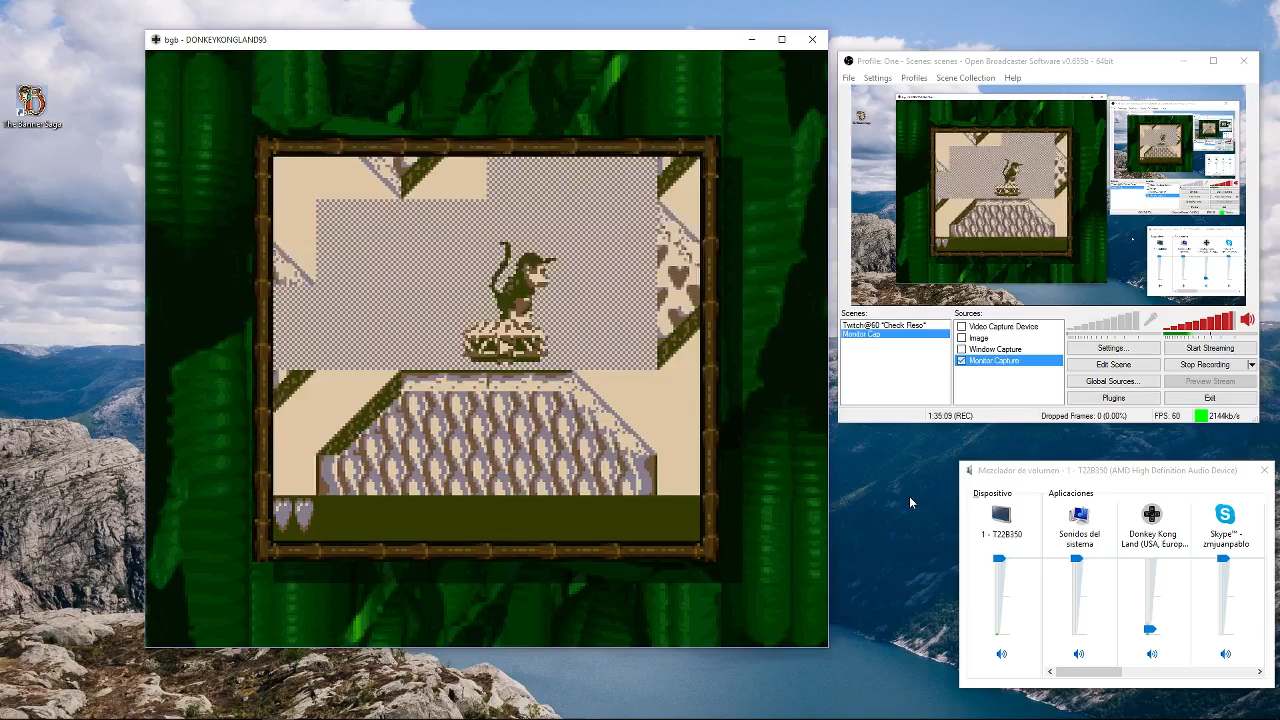 bgb - DONKEYKONGLAND95
The Banner Saga
Profile: One - Scenes: scenes - Open Broadcaster Software v0.655b - 64bit
File Settings Profiles Scene Collection Help
Scenes:
Twitch@60 "Check Reso"
Monitor Cap
Sources:
Video Capture Device
Image
Window Capture
Monitor Capture
Settings...
Start Streaming
Edit Scene
Stop Recording
Global Sources...
Preview Stream
Plugins
Exit
1:35:09 (REC)
Dropped Frames: 0 (0.00%)
FPS: 60
2144kb/s
Mezclador de volumen - 1 - T22B350 (AMD High Definition Audio Device)
Dispositivo
Aplicaciones
1 - T22B350
Sonidos del
sistema
Donkey Kong
Land (USA, Europ...
Skype™ -
zmjuanpablo